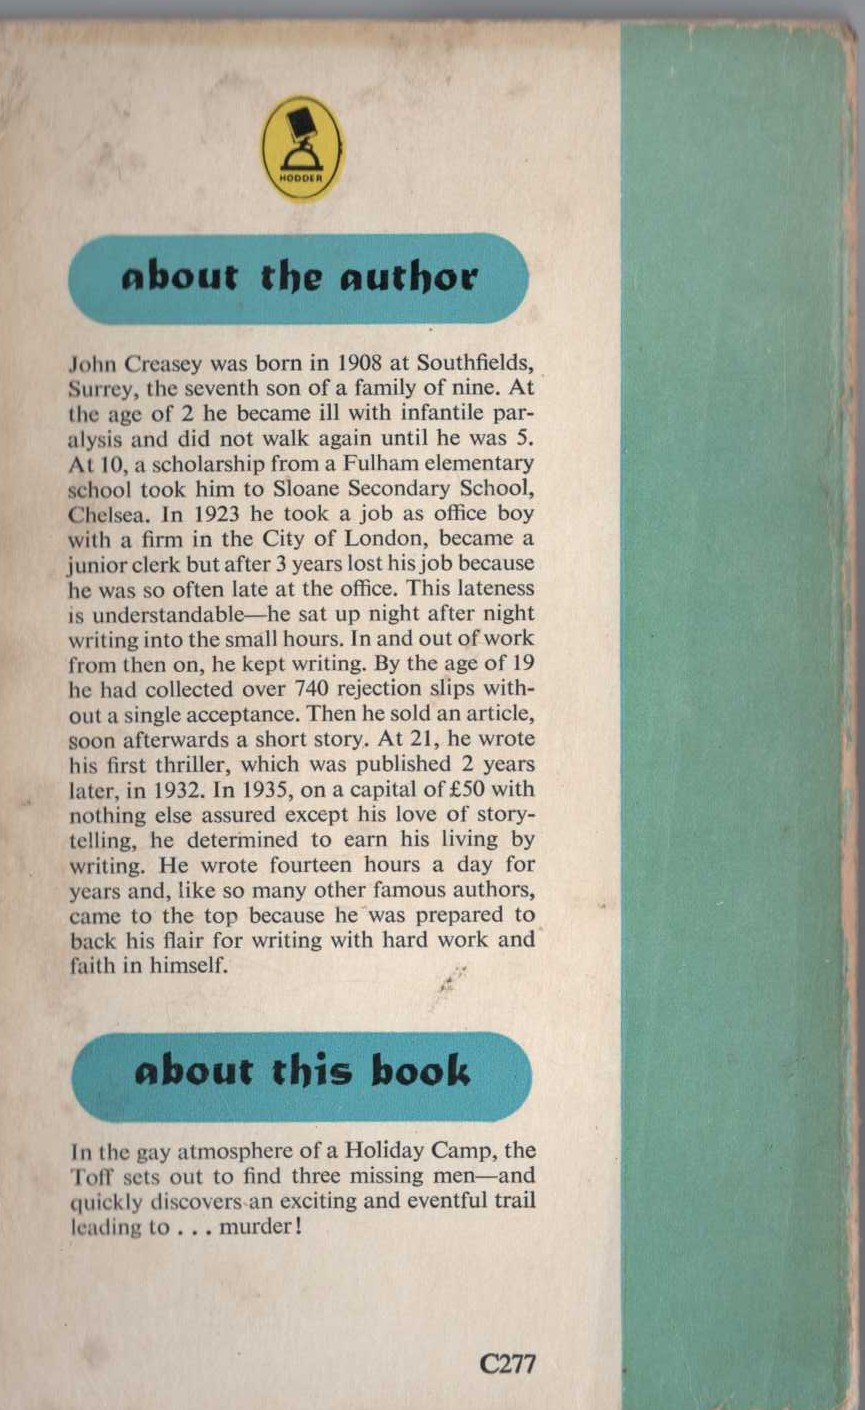 HODDER
about the author
John Creasey was born in 1908 at Southfields,
Surrey, the seventh son of a family of nine. At
the age of 2 he became ill with infantile par-
alysis and did not walk again until he was 5.
At 10, a scholarship from a Fulham elementary
school took him to Sloane Secondary School,
Chelsea. In 1923 he took a job as office boy
with a firm in the City of London, became a
junior clerk but after 3 years lost his job because
he was so often late at the office. This lateness
is understandable—he sat up night after night
writing into the small hours. In and out of work
from then on, he kept writing. By the age of 19
he had collected over 740 rejection slips with-
out a single acceptance. Then he sold an article,
soon afterwards a short story. At 21, he wrote
his first thriller, which was published 2 years
later, in 1932. In 1935, on a capital of £50 with
nothing else assured except his love of story-
telling, he determined to earn his living by
writing. He wrote fourteen hours a day for
years and, like so many other famous authors,
came to the top because he was prepared to
back his flair for writing with hard work and
faith in himself.
about this book
In the gay atmosphere of a Holiday Camp, the
Toff sets out to find three missing men—and
quickly discovers an exciting and eventful trail
leading to . . . murder!
C277